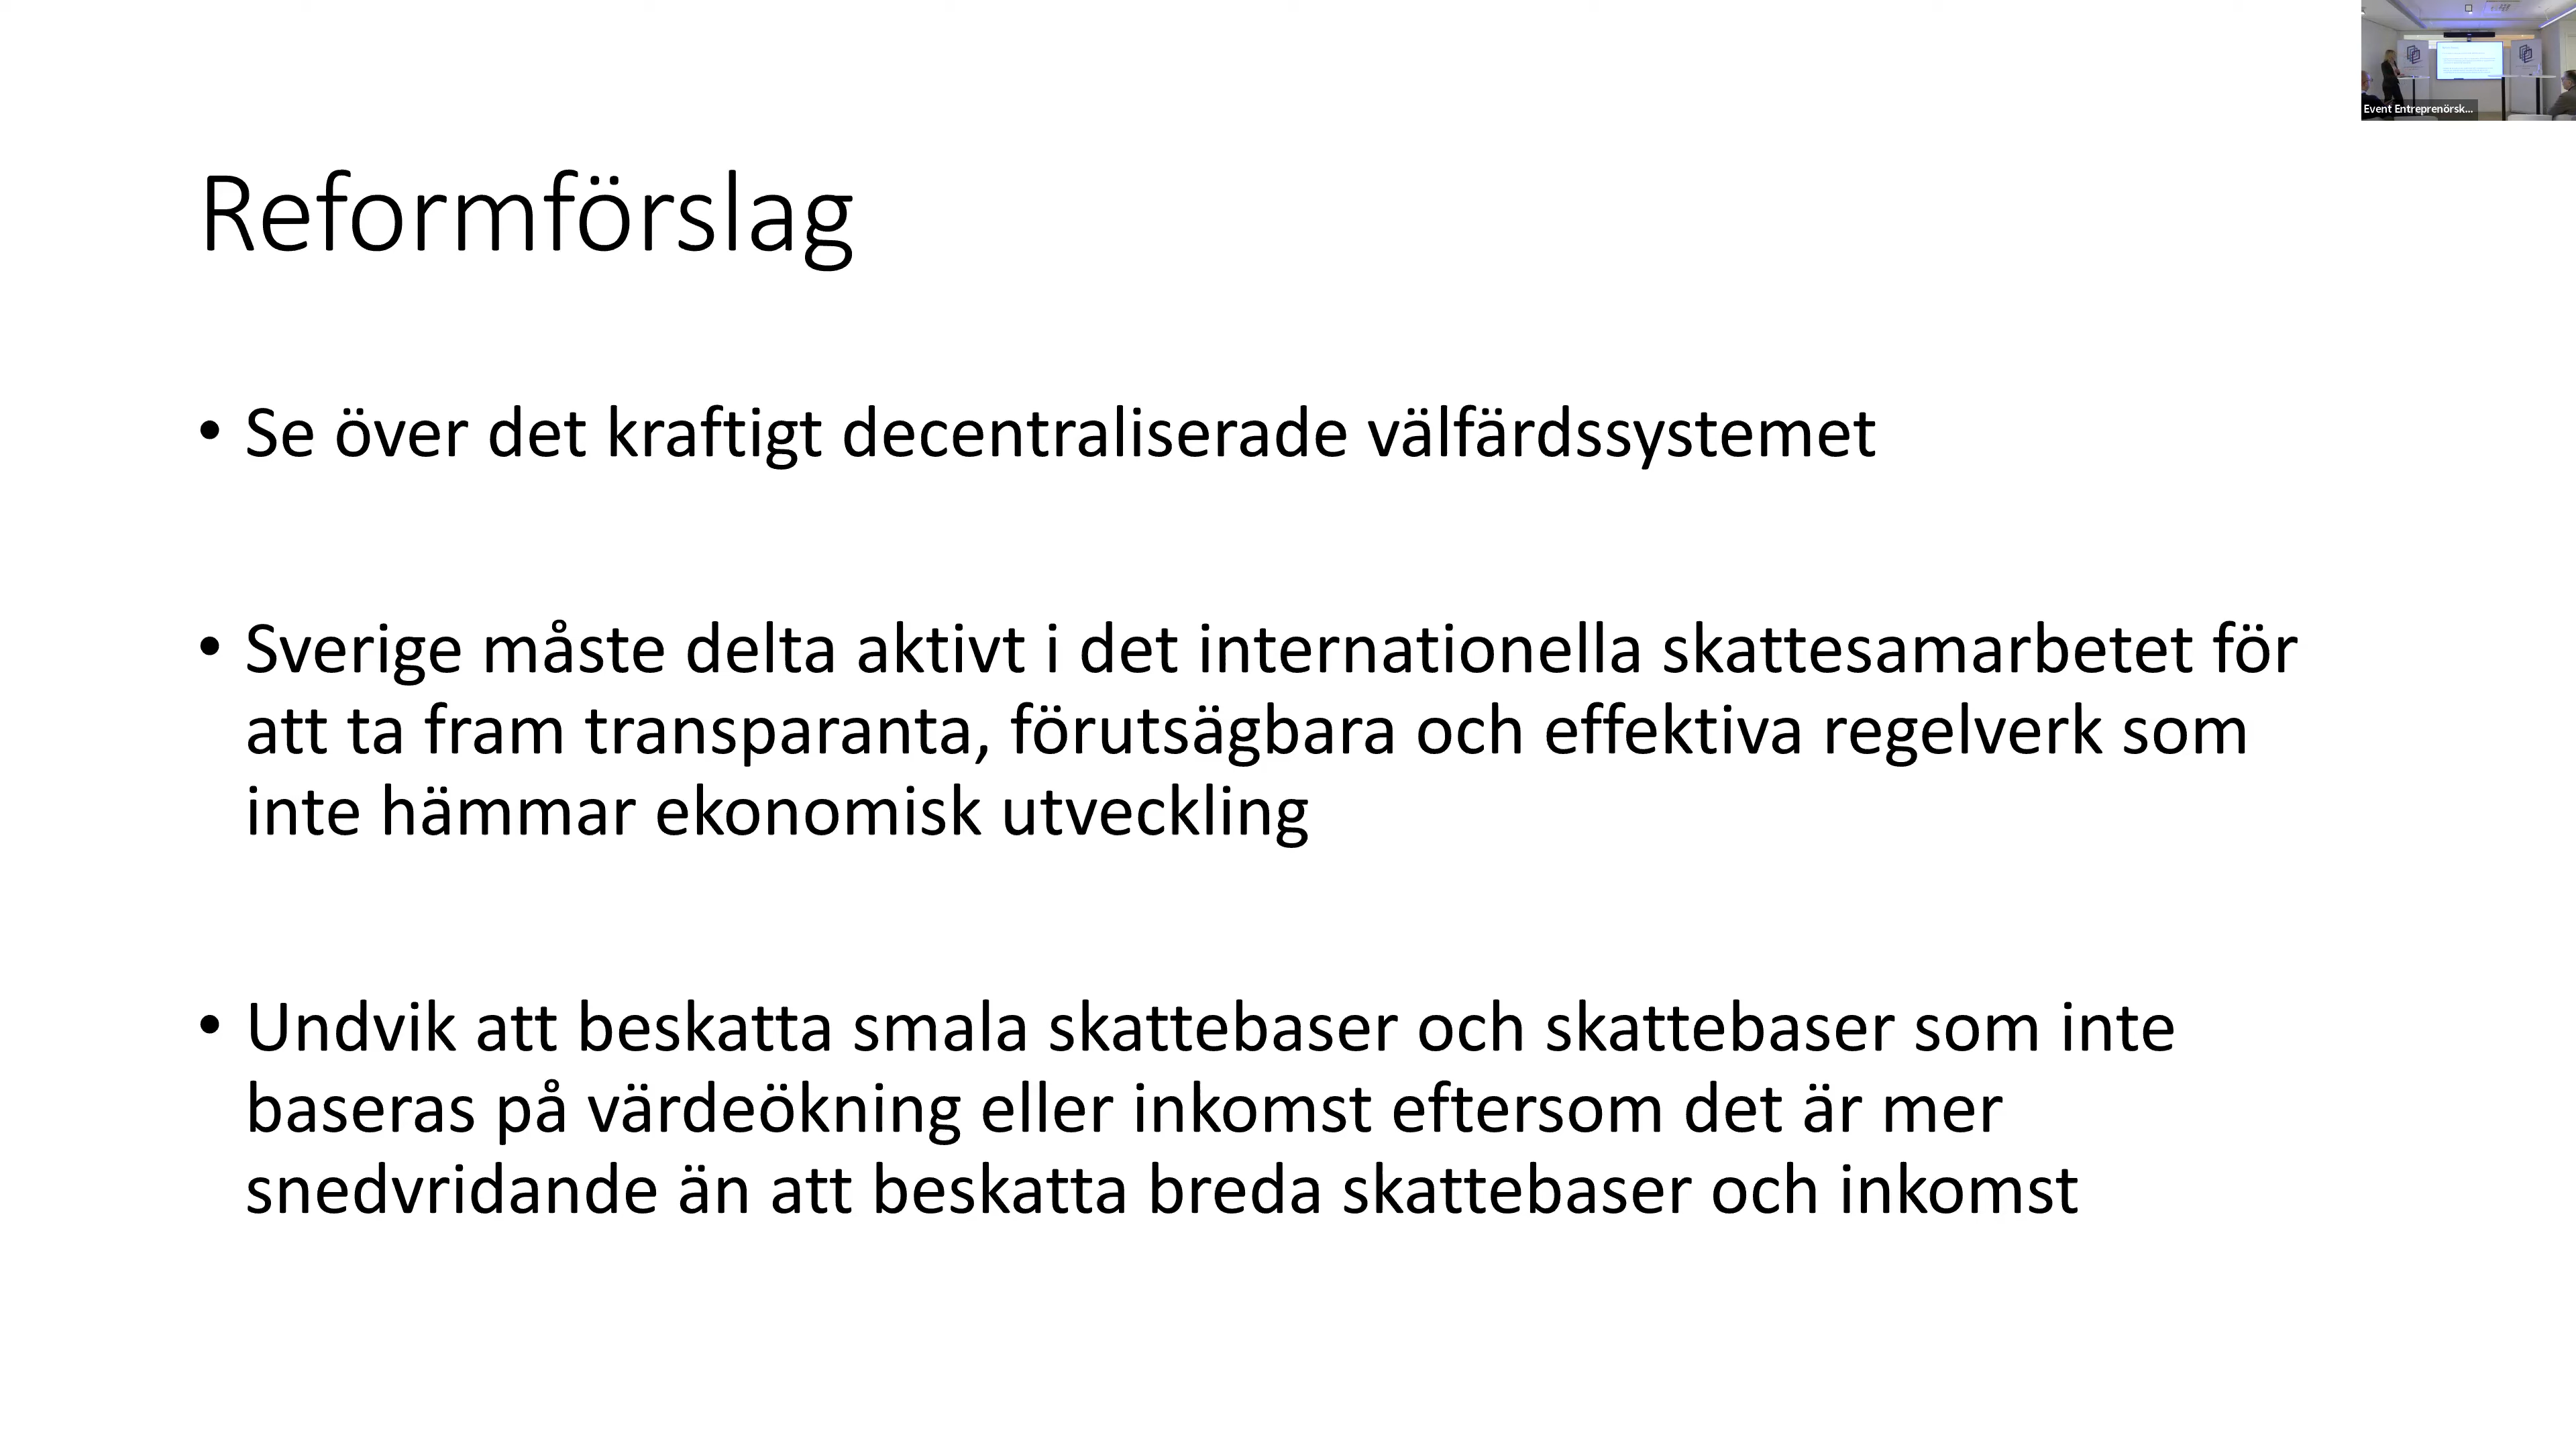 Event Entreprenörsk...
Reformförslag
• Se över det kraftigt decentraliserade välfärdssystemet
• Sverige måste delta aktivt i det internationella skattesamarbetet för
att ta fram transparanta, förutsägbara och effektiva regelverk som
inte hämmar ekonomisk utveckling
• Undvik att beskatta smala skattebaser och skattebaser som inte
baseras på värdeökning eller inkomst eftersom det är mer
snedvridande än att beskatta breda skattebaser och inkomst